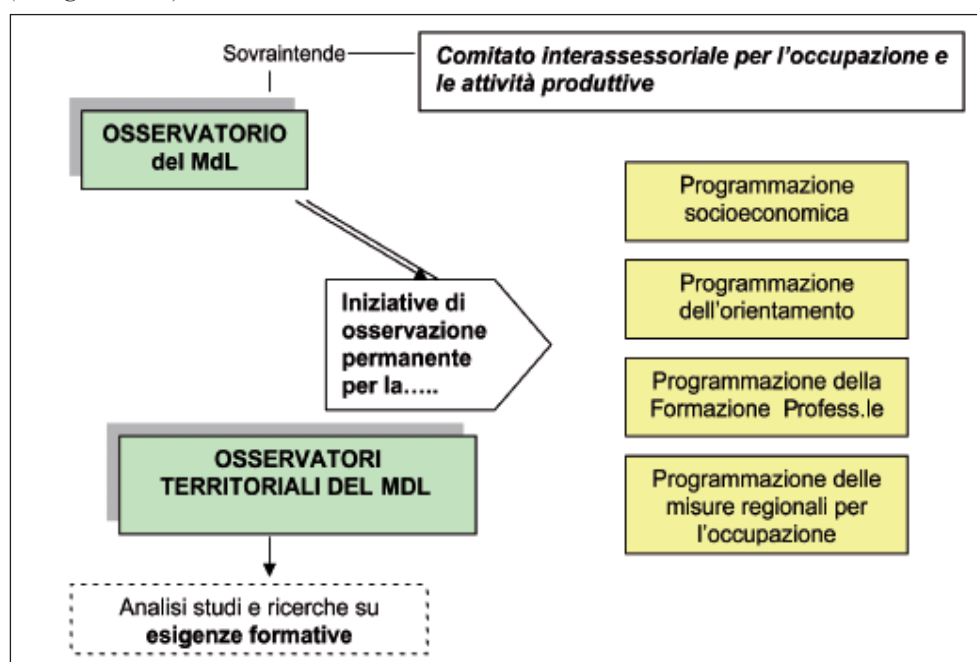 Sovraintende
Comitato interassessoriale per l'occupazione e
le attività produttive
OSSERVATORIO
del MdL
Programmazione
socioeconomica
Programmazione
dell'orientamento
Iniziative di
osservazione
permanente
per la.....
Programmazione della
Formazione Profess.le
OSSERVATORI
TERRITORIALI DEL MDL
Programmazione delle
misure regionali per
l'occupazione
Analisi studi e ricerche su
esigenze formative